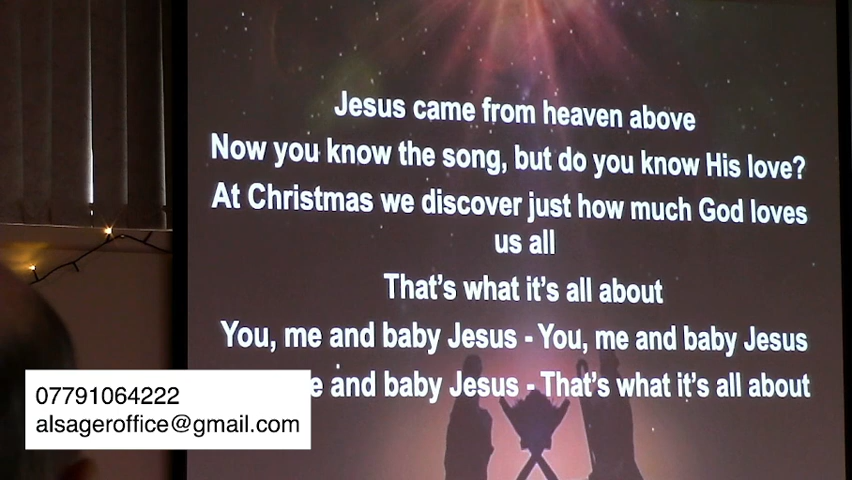 Jesus came from heaven above
Now you know the song, but do you know His love?
At Christmas we discover just how much God loves
us all
That's what it's all about
You, me and baby Jesus - You, me and baby Jesus
e and baby Jesus - That's what it's all about
07791064222
alsageroffice@gmail.com